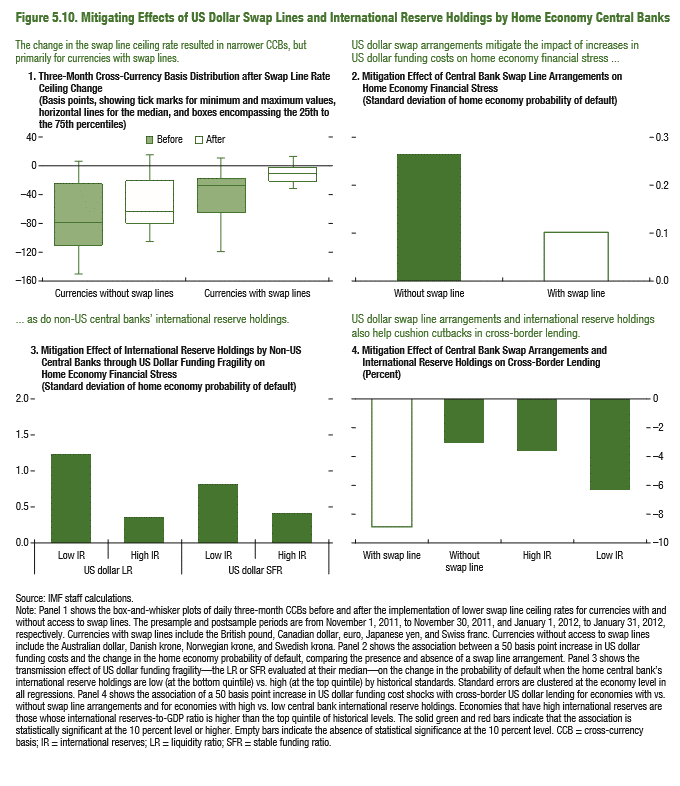 Figure 5.10. Mitigating Effects of US Dollar Swap Lines and International Reserve Holdings by Home Economy Central Banks
The change in the swap line ceiling rate resulted in narrower CCBs, but
primarily for currencies with swap lines.
1. Three-Month Cross-Currency Basis Distribution after Swap Line Rate
Ceiling Change
(Basis points, showing tick marks for minimum and maximum values,
horizontal lines for the median, and boxes encompassing the 25th to
the 75th percentiles)
Before After
40
0
–40
–80
–120
–160
Currencies without swap lines Currencies with swap lines
US dollar swap arrangements mitigate the impact of increases in
US dollar funding costs on home economy financial stress ...
2. Mitigation Effect of Central Bank Swap Line Arrangements on
Home Economy Financial Stress
(Standard deviation of home economy probability of default)
0.3
0.2
0.1
0.0
Without swap line With swap line
... as do non-US central banks’ international reserve holdings.
3. Mitigation Effect of International Reserve Holdings by Non-US
Central Banks through US Dollar Funding Fragility on
Home Economy Financial Stress
(Standard deviation of home economy probability of default)
2.0
1.5
1.0
0.5
0.0
Low IR High IR Low IR High IR
US dollar LR US dollar SFR
US dollar swap line arrangements and international reserve holdings
also help cushion cutbacks in cross-border lending.
4. Mitigation Effect of Central Bank Swap Arrangements and
International Reserve Holdings on Cross-Border Lending
(Percent)
0
–2
–4
–6
–8
–10
With swap line Without High IR Low IR
swap line
Source: IMF staff calculations.
Note: Panel 1 shows the box-and-whisker plots of daily three-month CCBs before and after the implementation of lower swap line ceiling rates for currencies with and
without access to swap lines. The presample and postsample periods are from November 1, 2011, to November 30, 2011, and January 1, 2012, to January 31, 2012,
respectively. Currencies with swap lines include the British pound, Canadian dollar, euro, Japanese yen, and Swiss franc. Currencies without access to swap lines
include the Australian dollar, Danish krone, Norwegian krone, and Swedish krona. Panel 2 shows the association between a 50 basis point increase in US dollar
funding costs and the change in the home economy probability of default, comparing the presence and absence of a swap line arrangement. Panel 3 shows the
transmission effect of US dollar funding fragility—the LR or SFR evaluated at their median—on the change in the probability of default when the home central bank’s
international reserve holdings are low (at the bottom quintile) vs. high (at the top quintile) by historical standards. Standard errors are clustered at the economy level in
all regressions. Panel 4 shows the association of a 50 basis point increase in US dollar funding cost shocks with cross-border US dollar lending for economies with vs.
without swap line arrangements and for economies with high vs. low central bank international reserve holdings. Economies that have high international reserves are
those whose international reserves-to-GDP ratio is higher than the top quintile of historical levels. The solid green and red bars indicate that the association is
statistically significant at the 10 percent level or higher. Empty bars indicate the absence of statistical significance at the 10 percent level. CCB = cross-currency
basis; IR = international reserves; LR = liquidity ratio; SFR = stable funding ratio.